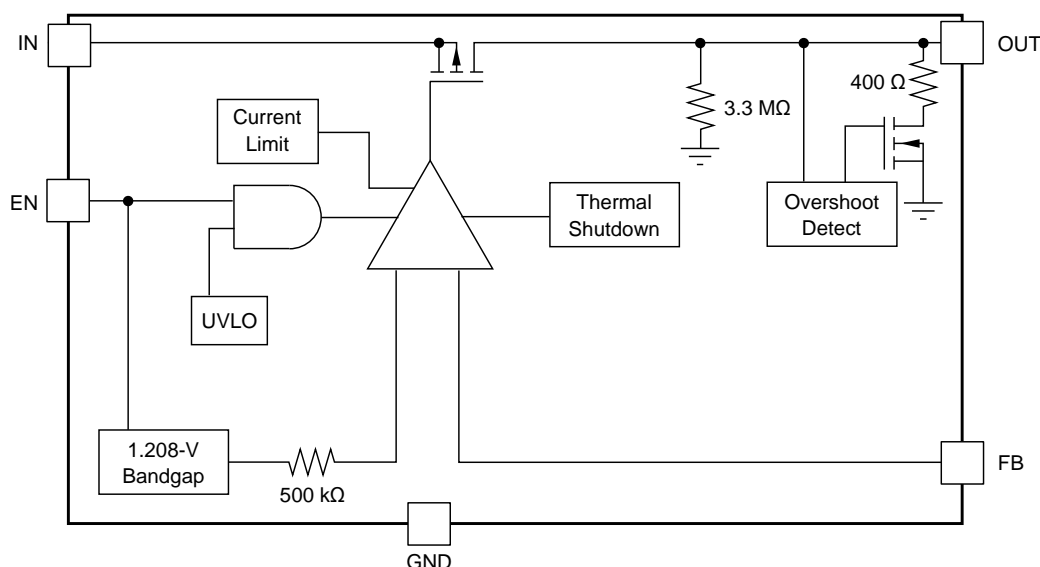 IN
OUT
400 Ω
3.3 MΩ
Current
Limit
EN
Thermal
Shutdown
Overshoot
Detect
UVLO
1.208-V
Bandgap
500 kΩ
FB
GND